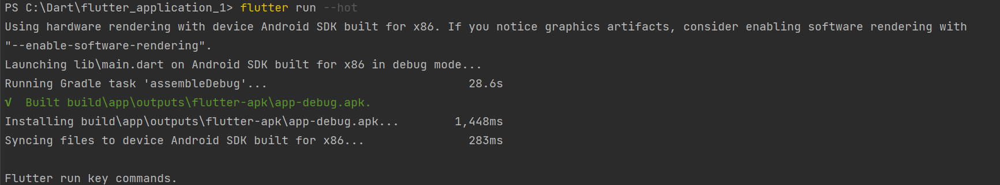 PS C:\Dart\flutter_application_1> flutter run --hot
Using hardware rendering with device Android SDK built for x86. If you notice graphics artifacts, consider enabling software rendering with
"--enable-software-rendering".
Launching lib\main.dart on Android SDK built for x86 in debug mode...
Running Gradle task 'assembleDebug'... 28.6s
√ Built build\app\outputs\flutter-apk\app-debug.apk.
Installing build\app\outputs\flutter-apk\app-debug.apk... 1,448ms
Syncing files to device Android SDK built for x86... 283ms
Flutter run key commands.